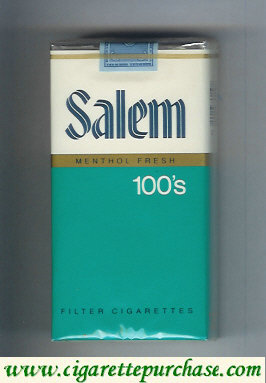 Salem
MENTHOL FRESH
100's
FILTER CIGARETTES
www.cigarettepurchase.com